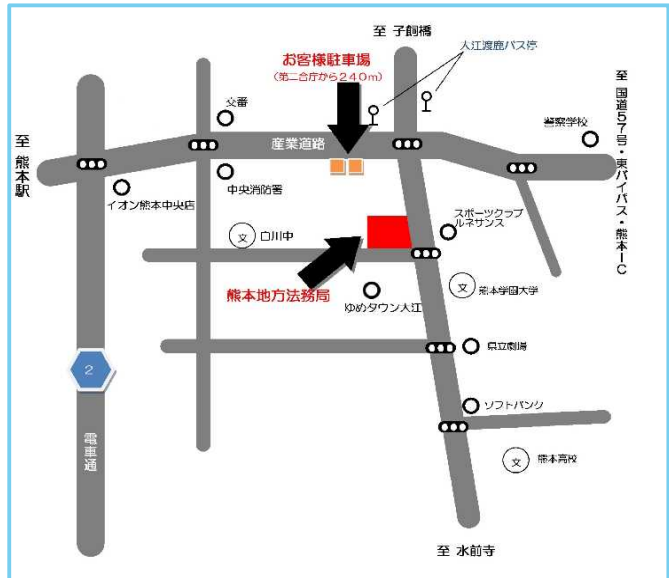 至 子飼橋
大江渡鹿バス停
お客様駐車場
(第二合庁から240m)
交番
産業道路
警察学校
至 国道57号・東バイパス・熊本IC
至 熊本駅
イオン熊本中央店
中央消防署
スポーツクラブ
ルネサンス
文
白川中
熊本地方法務局
ゆめタウン大江
文
熊本学園大学
県立劇場
2
ソフトバンク
電車通
文
熊本高校
至 水前寺